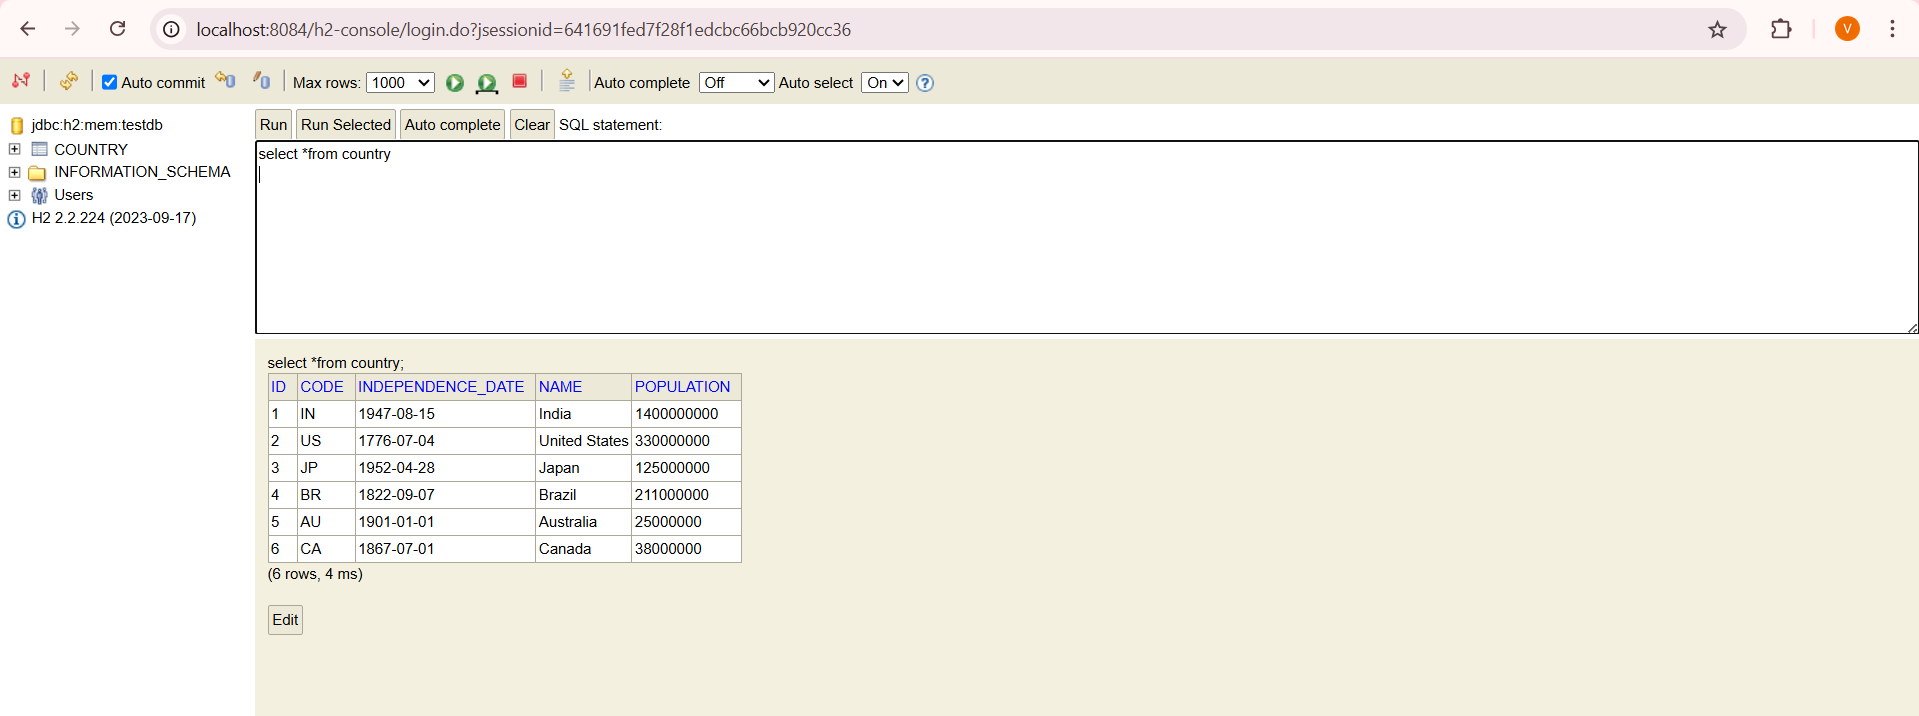 localhost:8084/h2-console/login.do?jsessionid=641691fed7f28f1edcbc66bcb920cc36
V
Auto commit Max rows: 1000 Auto complete Off Auto select On ?
jdbc:h2:mem:testdb
COUNTRY
INFORMATION_SCHEMA
Users
H2 2.2.224 (2023-09-17)
Run Run Selected Auto complete Clear SQL statement:
select *from country
select *from country;
ID CODE INDEPENDENCE_DATE NAME POPULATION
1 IN 1947-08-15 India 1400000000
2 US 1776-07-04 United States 330000000
3 JP 1952-04-28 Japan 125000000
4 BR 1822-09-07 Brazil 211000000
5 AU 1901-01-01 Australia 25000000
6 CA 1867-07-01 Canada 38000000
(6 rows, 4 ms)
Edit